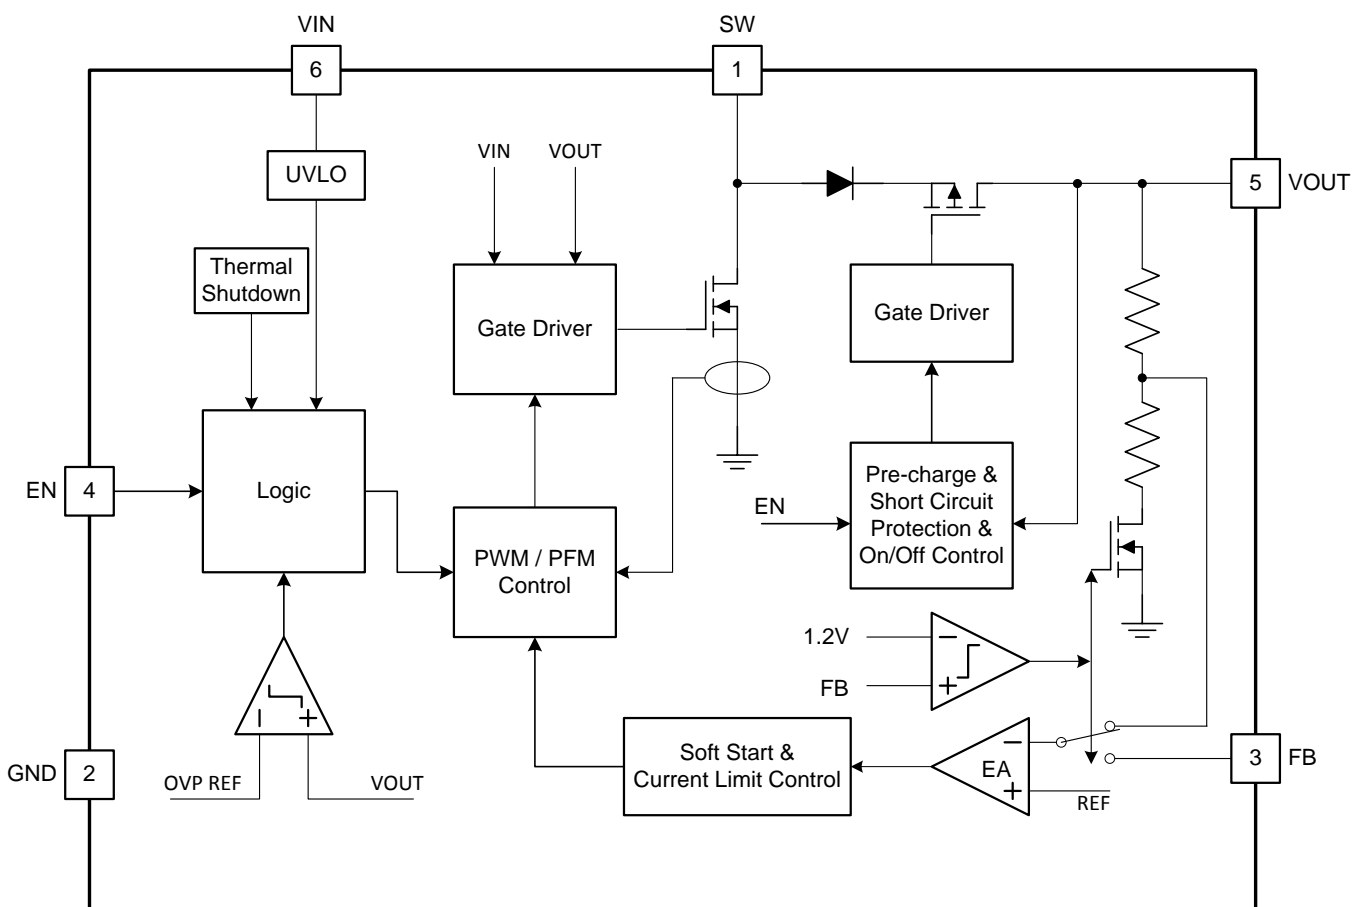 VIN
SW
6
1
UVLO
VIN
VOUT
5
VOUT
Thermal
Shutdown
Gate Driver
Gate Driver
EN
4
Logic
EN
Pre-charge &
Short Circuit
Protection &
On/Off Control
PWM / PFM
Control
1.2V
−
FB
+
−
+
GND
2
OVP REF
VOUT
Soft Start &
Current Limit Control
−
EA
+
REF
3
FB